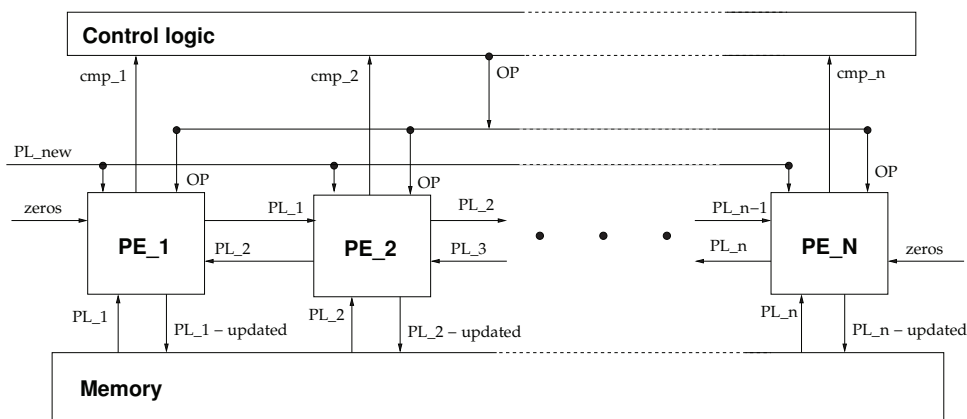 Control logic
cmp_1
cmp_2
OP
cmp_n
PL_new
OP
OP
OP
zeros
PL_1
PL_2
PL_n−1
PE_1
PL_2
PE_2
PL_3
PL_n
PE_N
zeros
PL_1
PL_1 − updated
PL_2
PL_2 − updated
PL_n
PL_n − updated
Memory